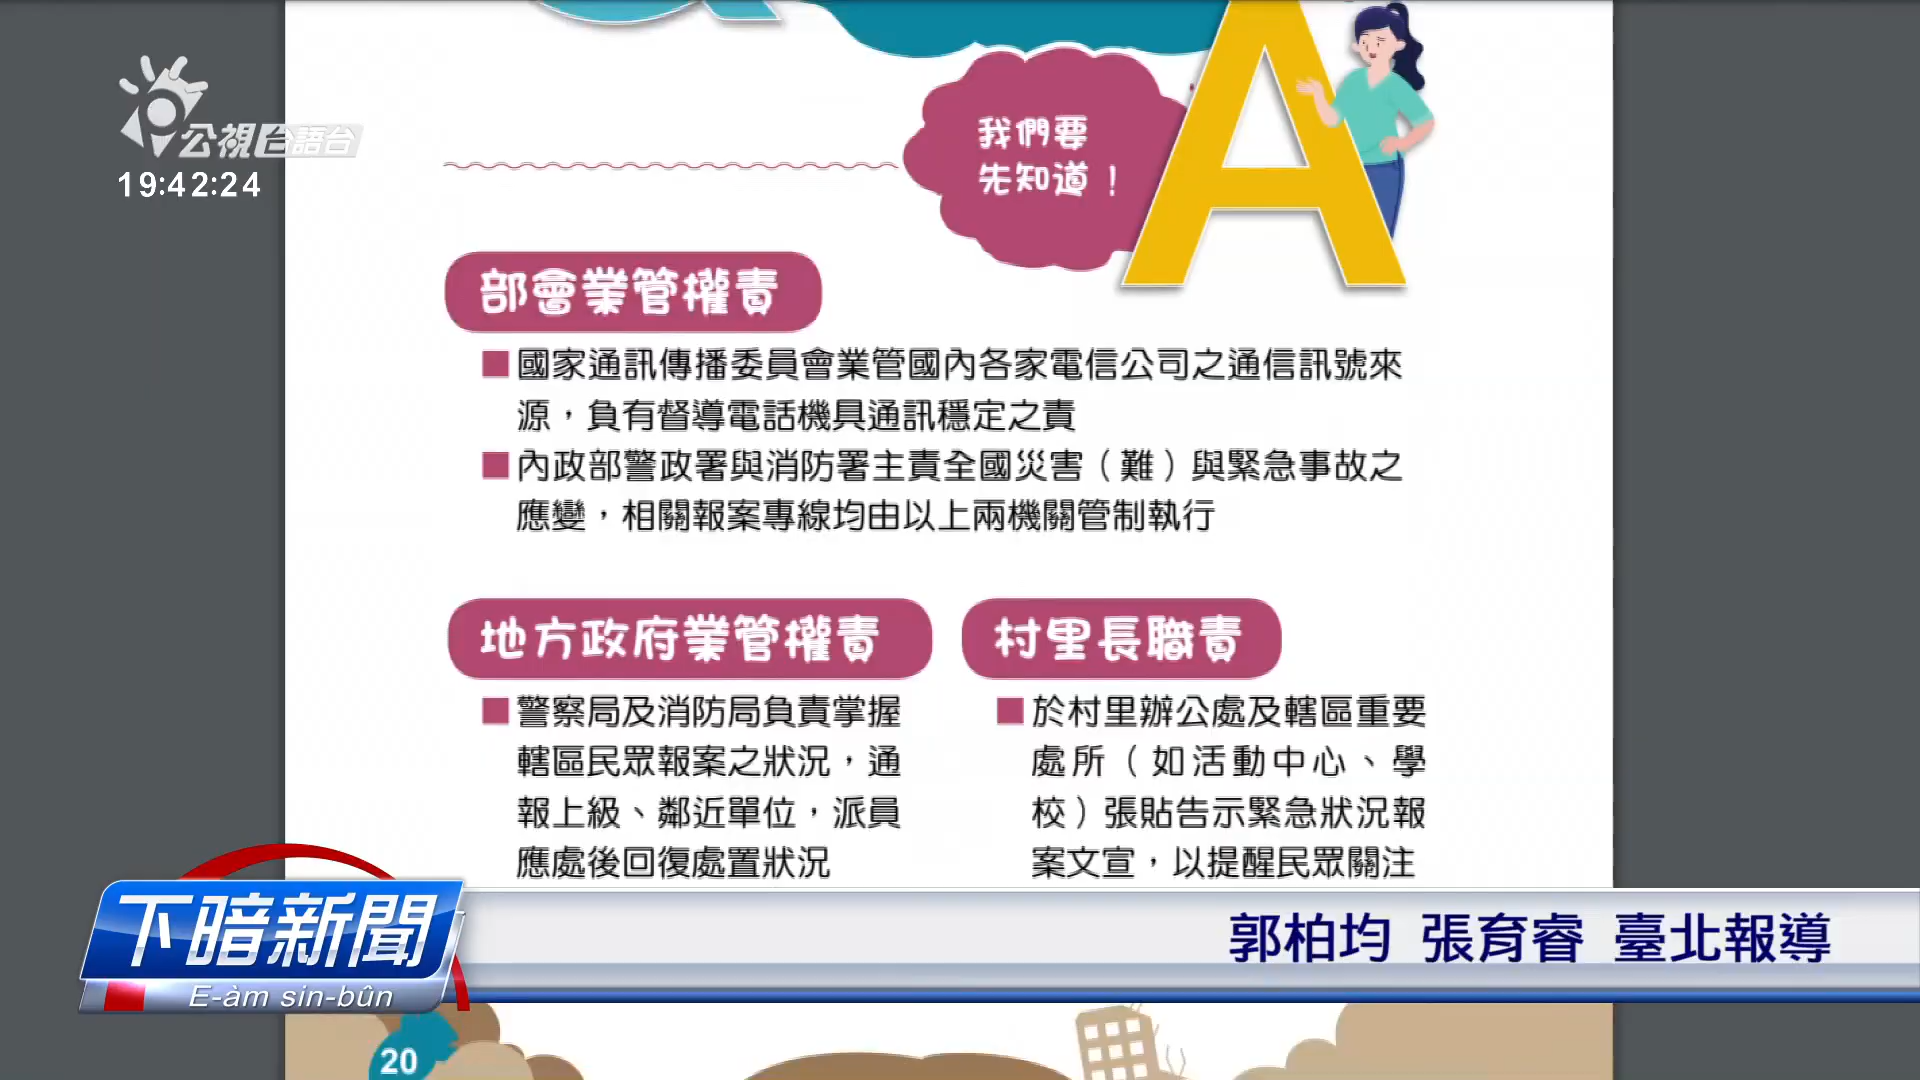 公視台語台
19:42:24
我們要
先知道！
A
部會業管權責
國家通訊傳播委員會業管國內各家電信公司之通信訊號來
源，負有督導電話機具通訊穩定之責
內政部警政署與消防署主責全國災害（難）與緊急事故之
應變，相關報案專線均由以上兩機關管制執行
地方政府業管權責
警察局及消防局負責掌握
轄區民眾報案之狀況，通
報上級、鄰近單位，派員
應處後回復處置狀況
村里長職責
於村里辦公處及轄區重要
處所（如活動中心、學
校）張貼告示緊急狀況報
案文宣，以提醒民眾關注
下暗新聞
E-àm sin-bûn
郭柏均 張育睿 臺北報導
20